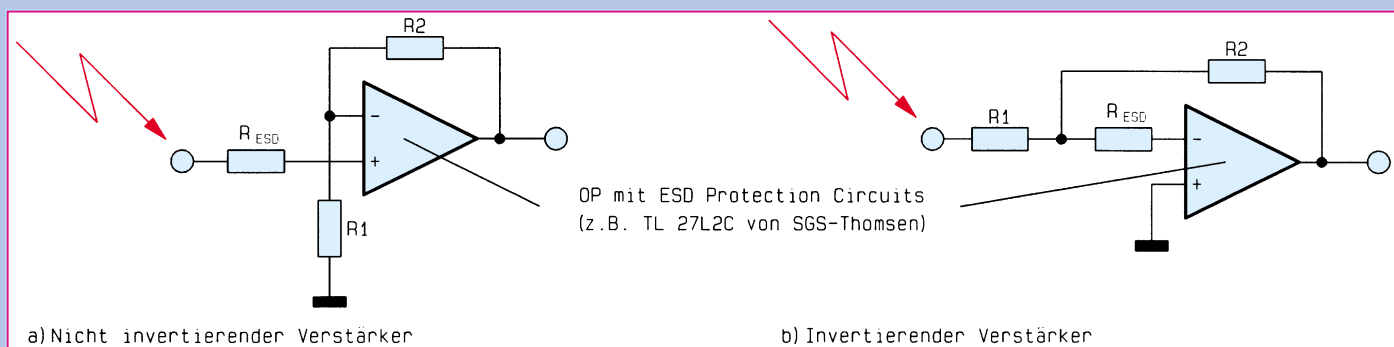 R2
R ESD
-
+
R1
R2
R1
R ESD
-
+
OP mit ESD Protection Circuits
(z.B. TL 27L2C von SGS-Thomsen)
a) Nicht invertierender Verstärker
b) Invertierender Verstärker